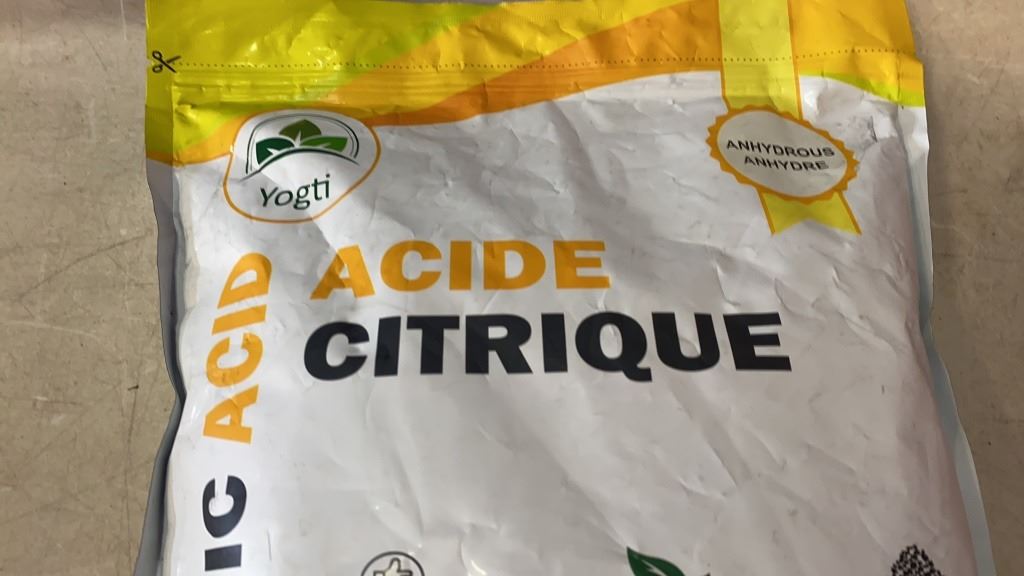 Yogti
ANHYDROUS
ANHYDRE
ACIDE
CITRIQUE
IC ACID